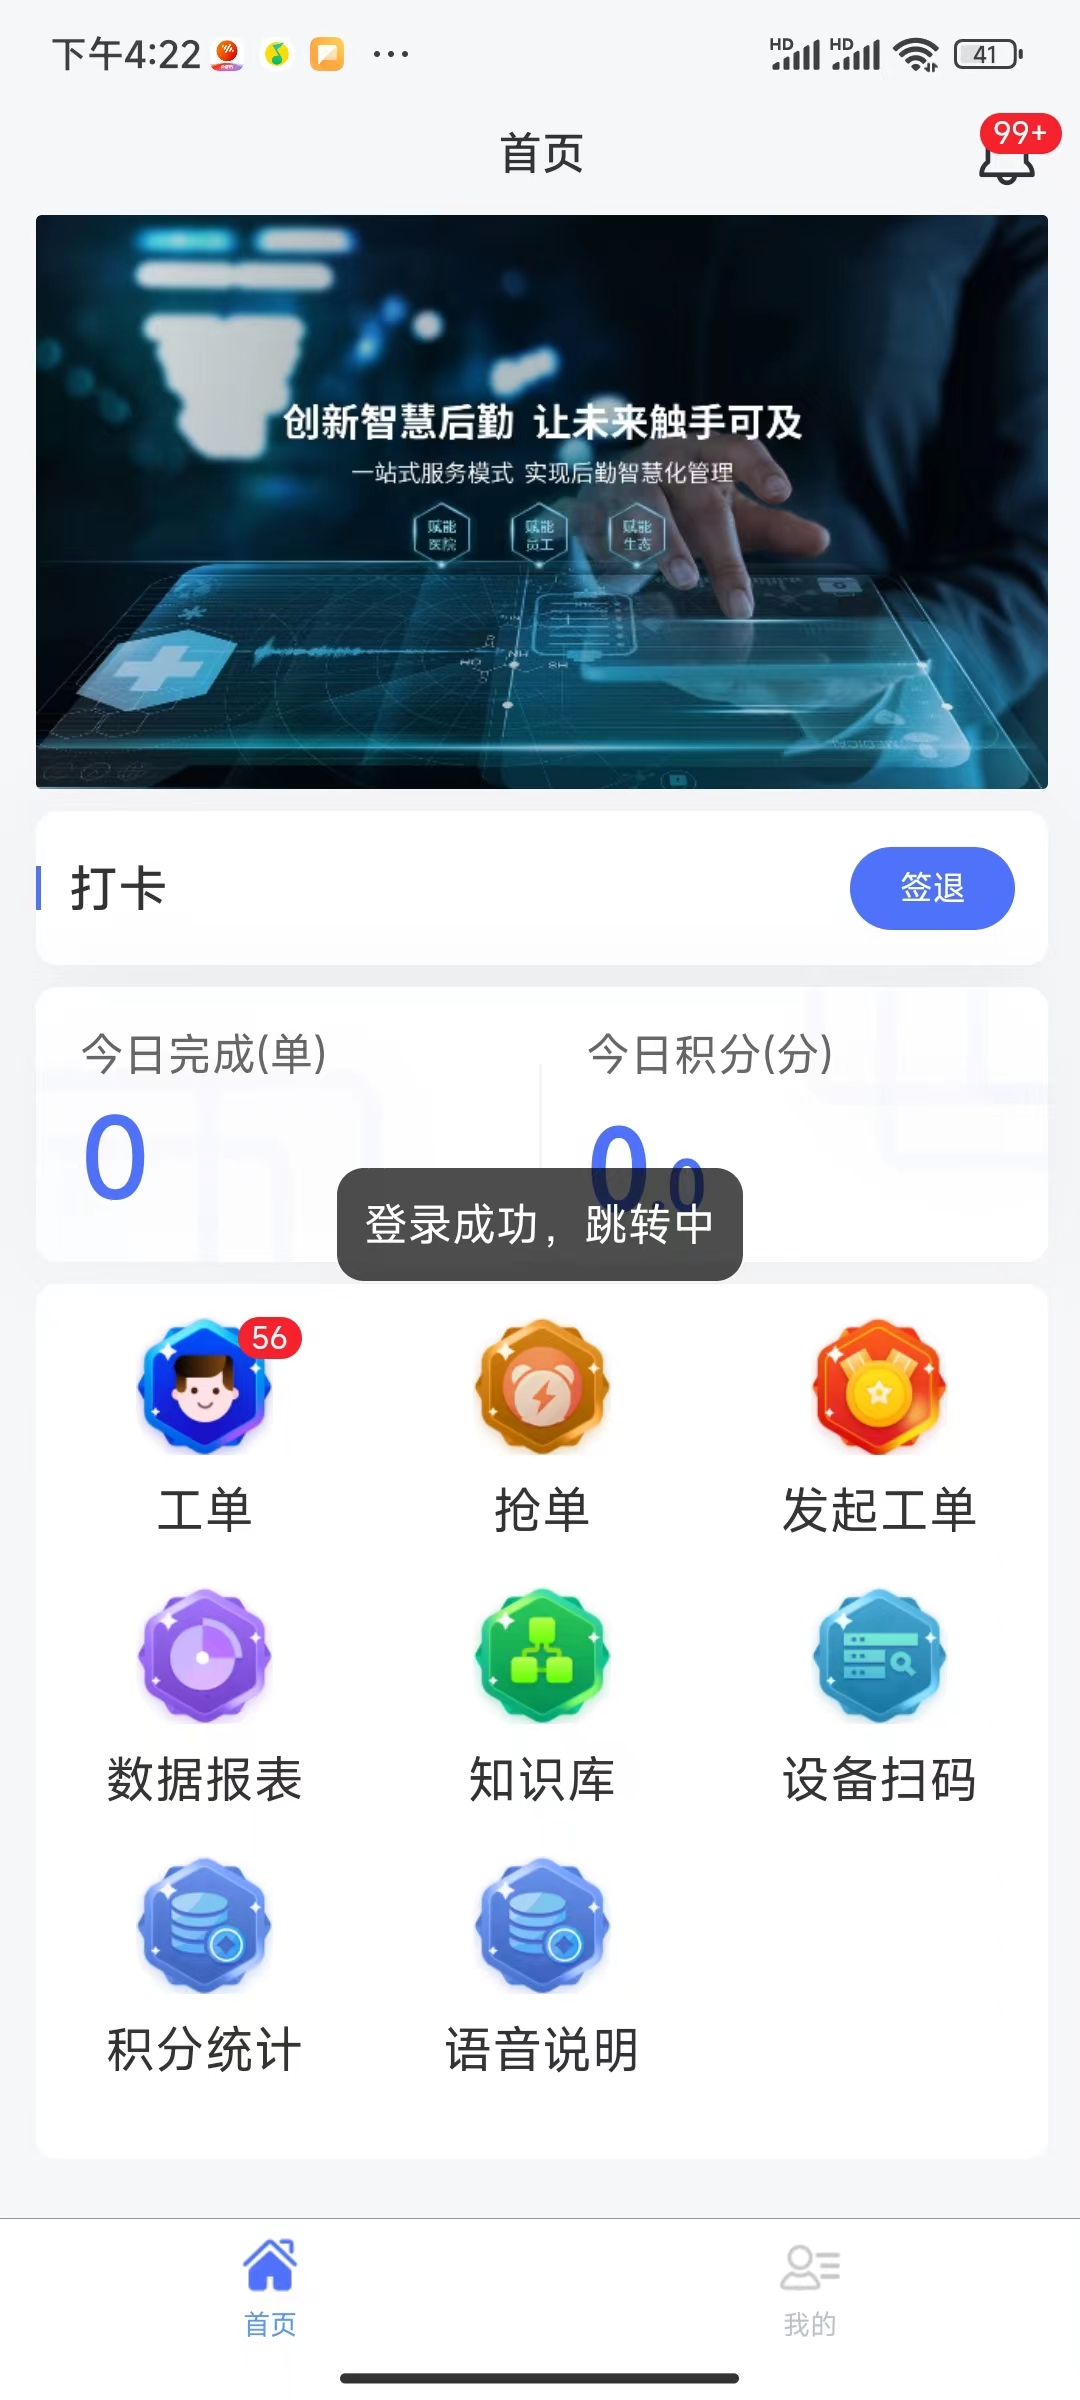 下午4:22
HD HD 41
首页
99+
创新智慧后勤 让未来触手可及
一站式服务模式 实现后勤智慧化管理
赋能医院
赋能员工
赋能生态
打卡
签退
今日完成(单)
今日积分(分)
0
0.0
登录成功，跳转中
56
工单
抢单
发起工单
数据报表
知识库
设备扫码
积分统计
语音说明
首页
我的